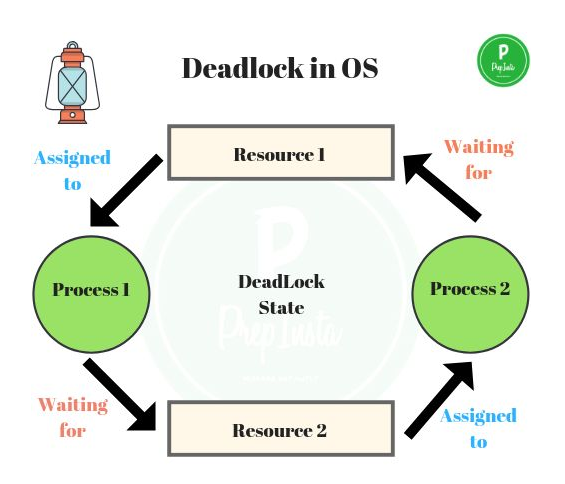 Deadlock in OS
P
Prep Insta
Assigned
to
Resource 1
Waiting
for
Process 1
DeadLock
State
Process 2
Prep Insta
Waiting
for
Resource 2
Assigned
to